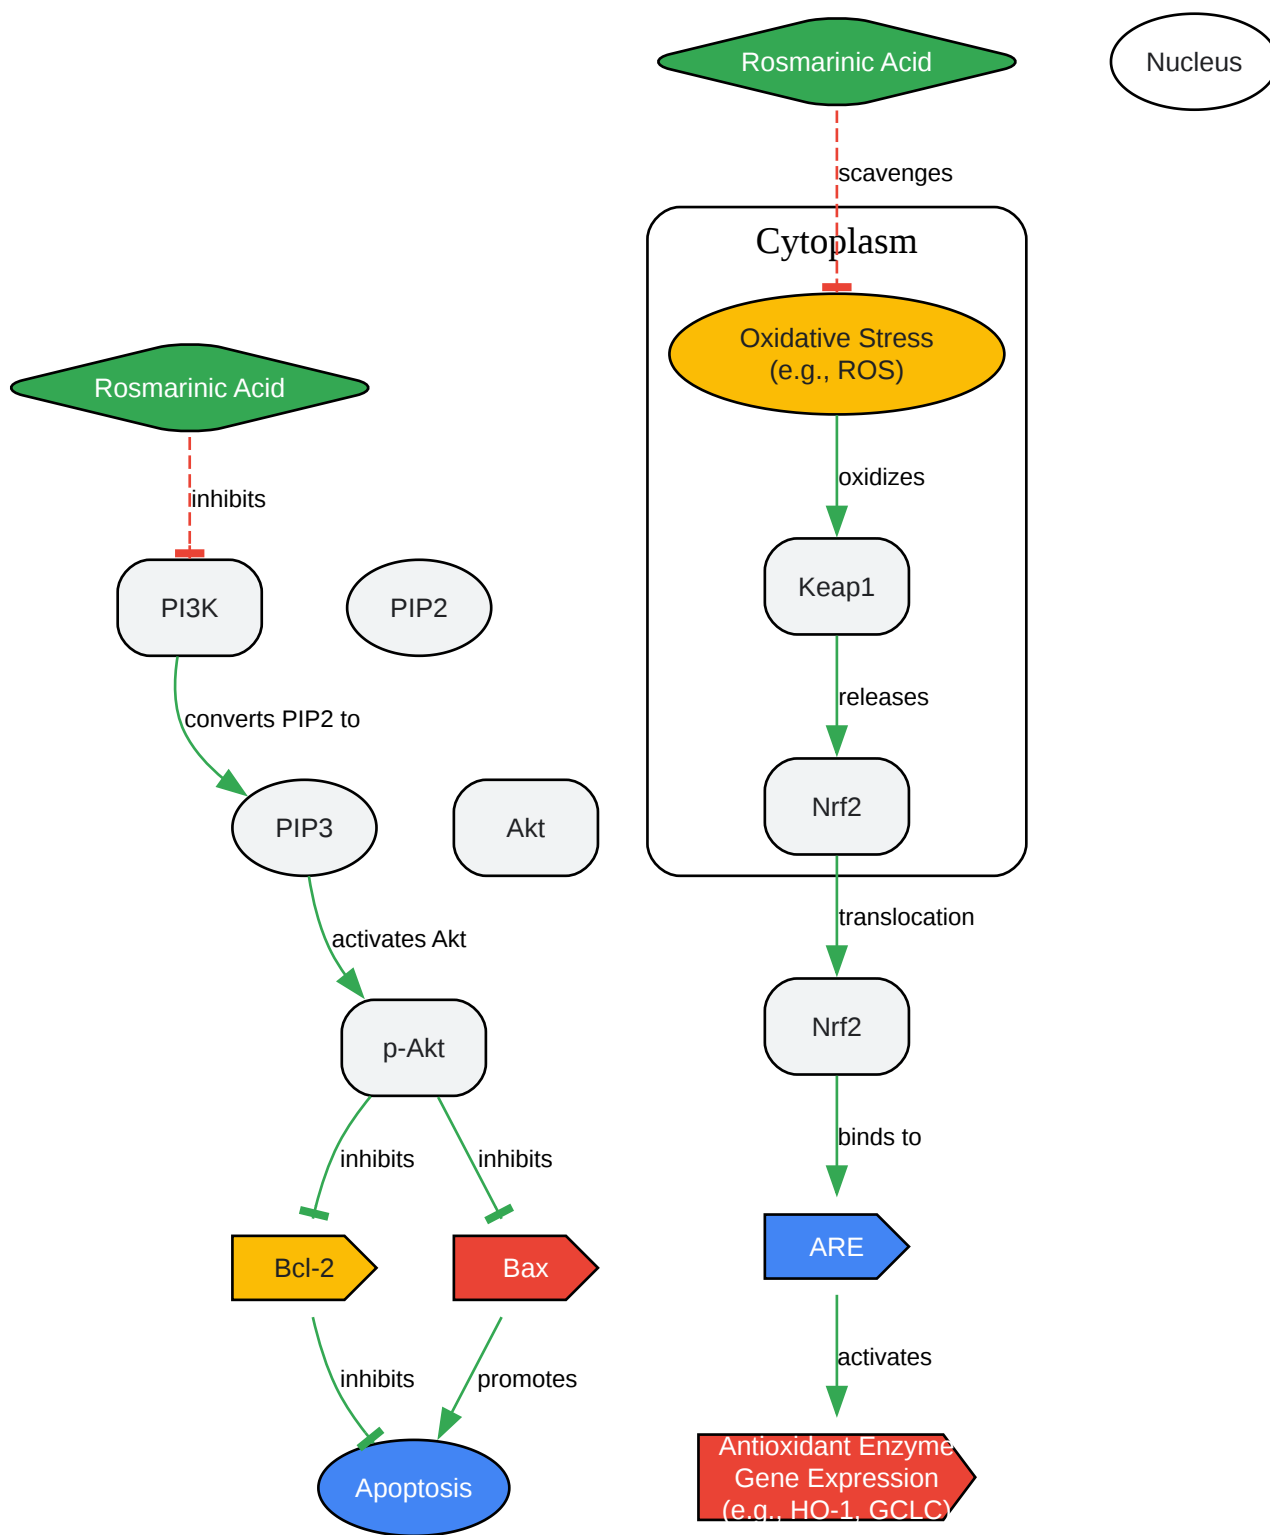 Rosmarinic Acid
Nucleus
scavenges
Cytoplasm
Oxidative Stress
(e.g., ROS)
Rosmarinic Acid
oxidizes
inhibits
Keap1
PI3K
PIP2
releases
converts PIP2 to
Nrf2
PIP3
Akt
translocation
activates Akt
Nrf2
p-Akt
binds to
inhibits
inhibits
ARE
Bcl-2
Bax
activates
inhibits
promotes
Antioxidant Enzyme
Gene Expression
(e.g., HO-1, GCLC)
Apoptosis